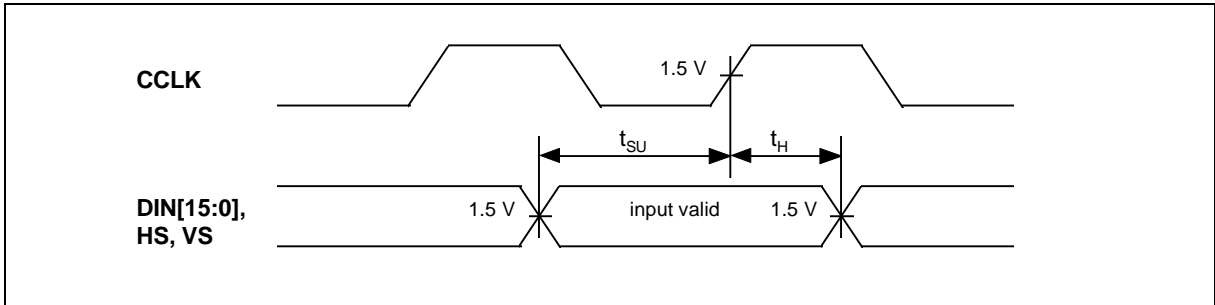 1.5 V
CCLK
t_SU t_H
DIN[15:0],
HS, VS
1.5 V input valid 1.5 V